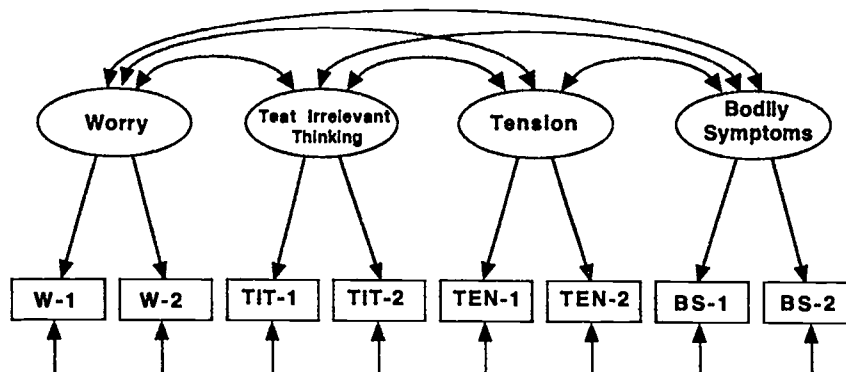 Worry
Teat Irrelevant
Thinking
Tension
Bodily
Symptoms
W-1
W-2
TIT-1
TIT-2
TEN-1
TEN-2
BS-1
BS-2